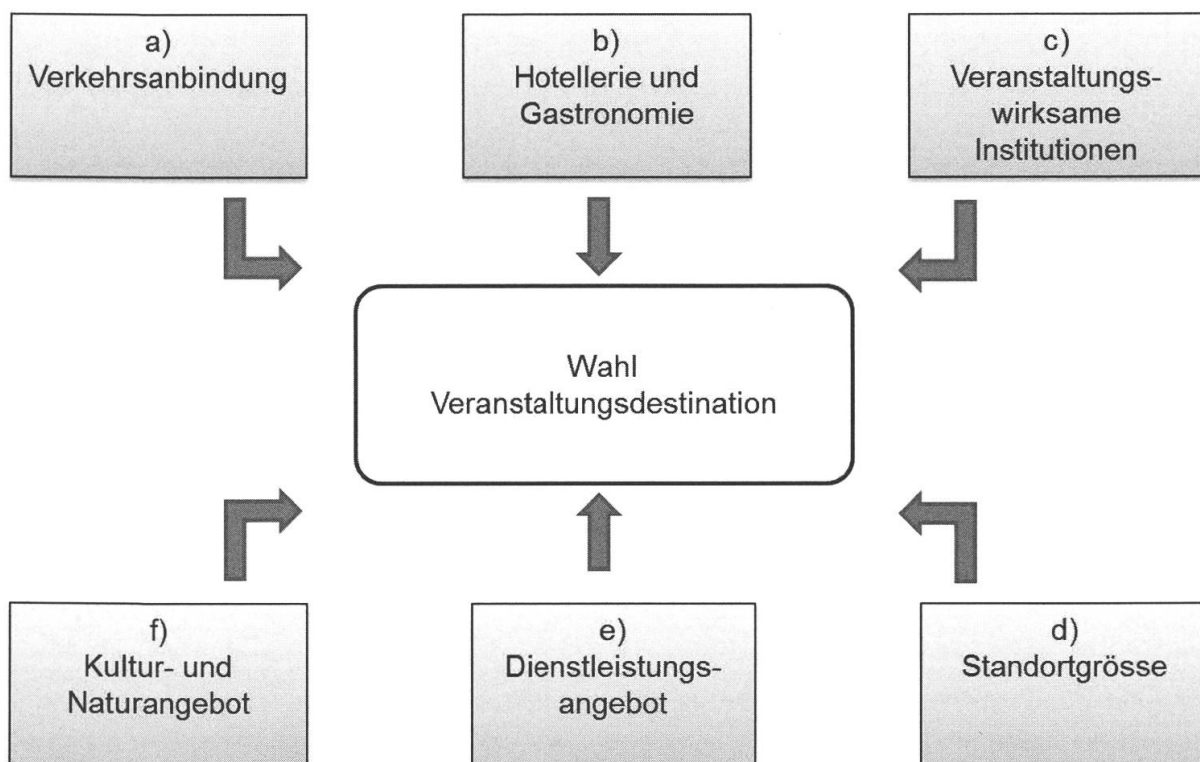 a)
Verkehrsanbindung
b)
Hotellerie und
Gastronomie
c)
Veranstaltungs-
wirksame
Institutionen
Wahl
Veranstaltungsdestination
f)
Kultur- und
Naturangebot
e)
Dienstleistungs-
angebot
d)
Standortgrösse